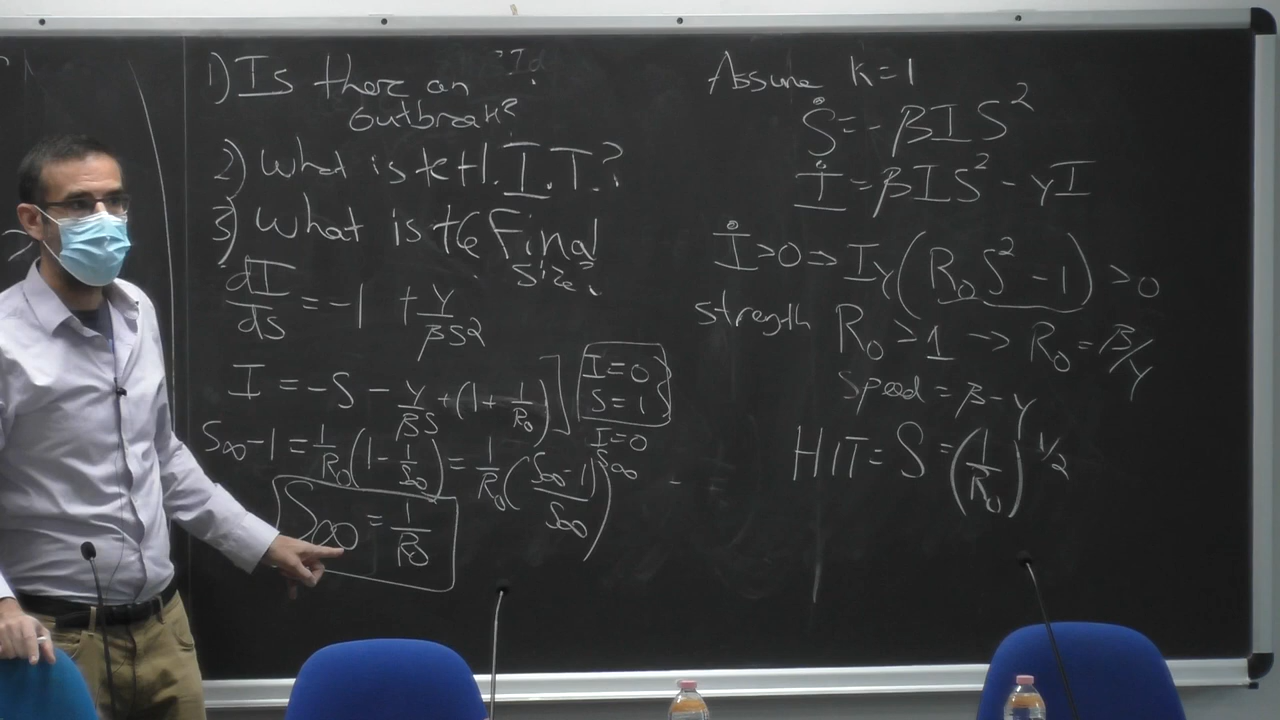 1) Is there an
outbreak?
2) What is tctl. I.T.?
3) What is te Final
Size?
dI/dS = -1 + γ/βS²
I = -S - γ/βS + (1 + 1/R₀)] [I=0 S=1}
I=0
S∞
S∞-1 = 1/R₀(1-1/S∞) = 1/R₀(S∞-1/S∞)
S∞ = 1/R₀
Assume K=1
Ṡ = -βIS²
İ = βIS² - γI
İ>0 ⇒ Iγ(R₀S² - 1) > 0
strength R₀ > 1 → R₀ = β/γ
Speed = β - γ
HIT = S = (1/R₀)^1/2